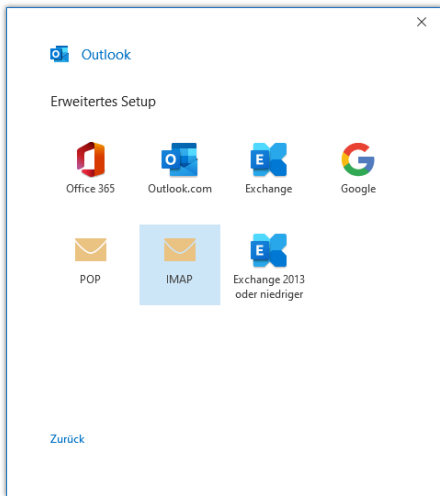 Outlook
Erweitertes Setup
Office 365
Outlook.com
Exchange
Google
POP
IMAP
Exchange 2013
oder niedriger
Zurück